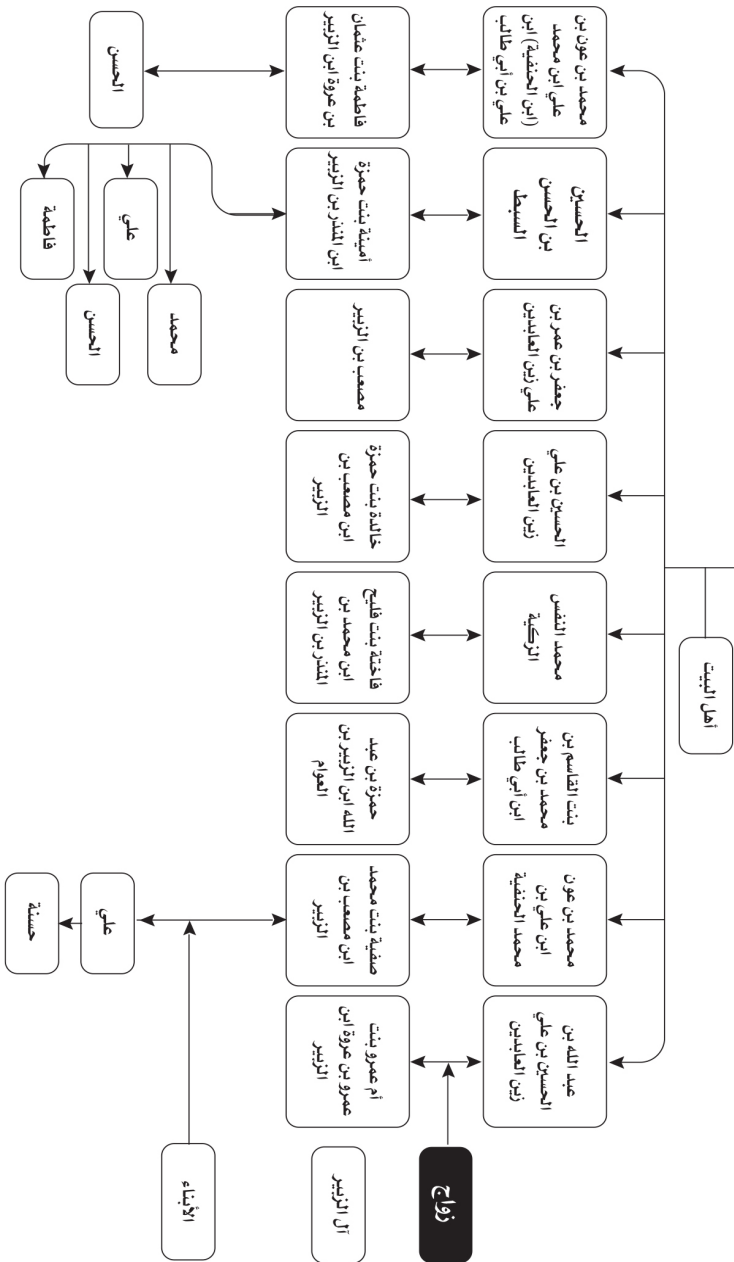 أهل البيت
عبد الله بن
الحسين بن علي
زين العابدين
محمد بن عون
ابن علي بن
محمد الحنفية
بنت القاسم بن
محمد بن جعفر
ابن أبي طالب
محمد النفس
الزكية
الحسين بن علي
زين العابدين
جعفر بن عمر بن
علي زين العابدين
الحسين
بن الحسن
السبط
محمد بن عون بن
علي ابن محمد
(ابن الحنفية) ابن
علي بن أبي طالب
زواج
آل الزبير
أم عمرو بنت
عمرو بن عروة ابن
الزبير
صفية بنت محمد
ابن مصعب بن
الزبير
حمزة بن عبد
الله ابن الزبير بن
العوام
فاختة بنت فليح
ابن محمد بن
المنذر بن الزبير
خالدة بنت حمزة
ابن مصعب بن
الزبير
مصعب بن الزبير
أمينة بنت حمزة
ابن المنذر بن الزبير
فاطمة بنت عثمان
بن عروة ابن الزبير
الأبناء
علي
حسنة
محمد
الحسن
علي
فاطمة
الحسن